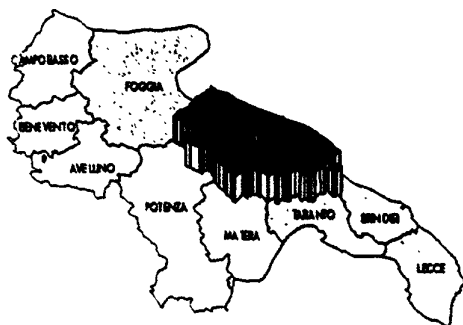 CAMPOBASSO
FOGGIA
BENEVENTO
AVELLINO
POTENZA
MATERA
TARANTO
BRINDISI
LECCE